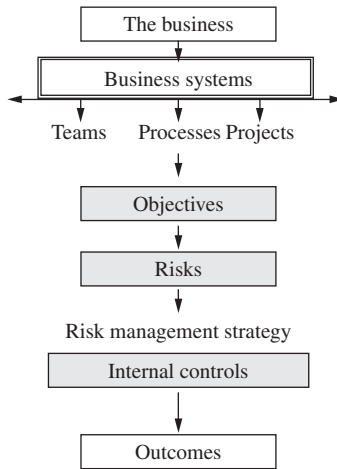 The business
Business systems
Teams Processes Projects
Objectives
Risks
Risk management strategy
Internal controls
Outcomes